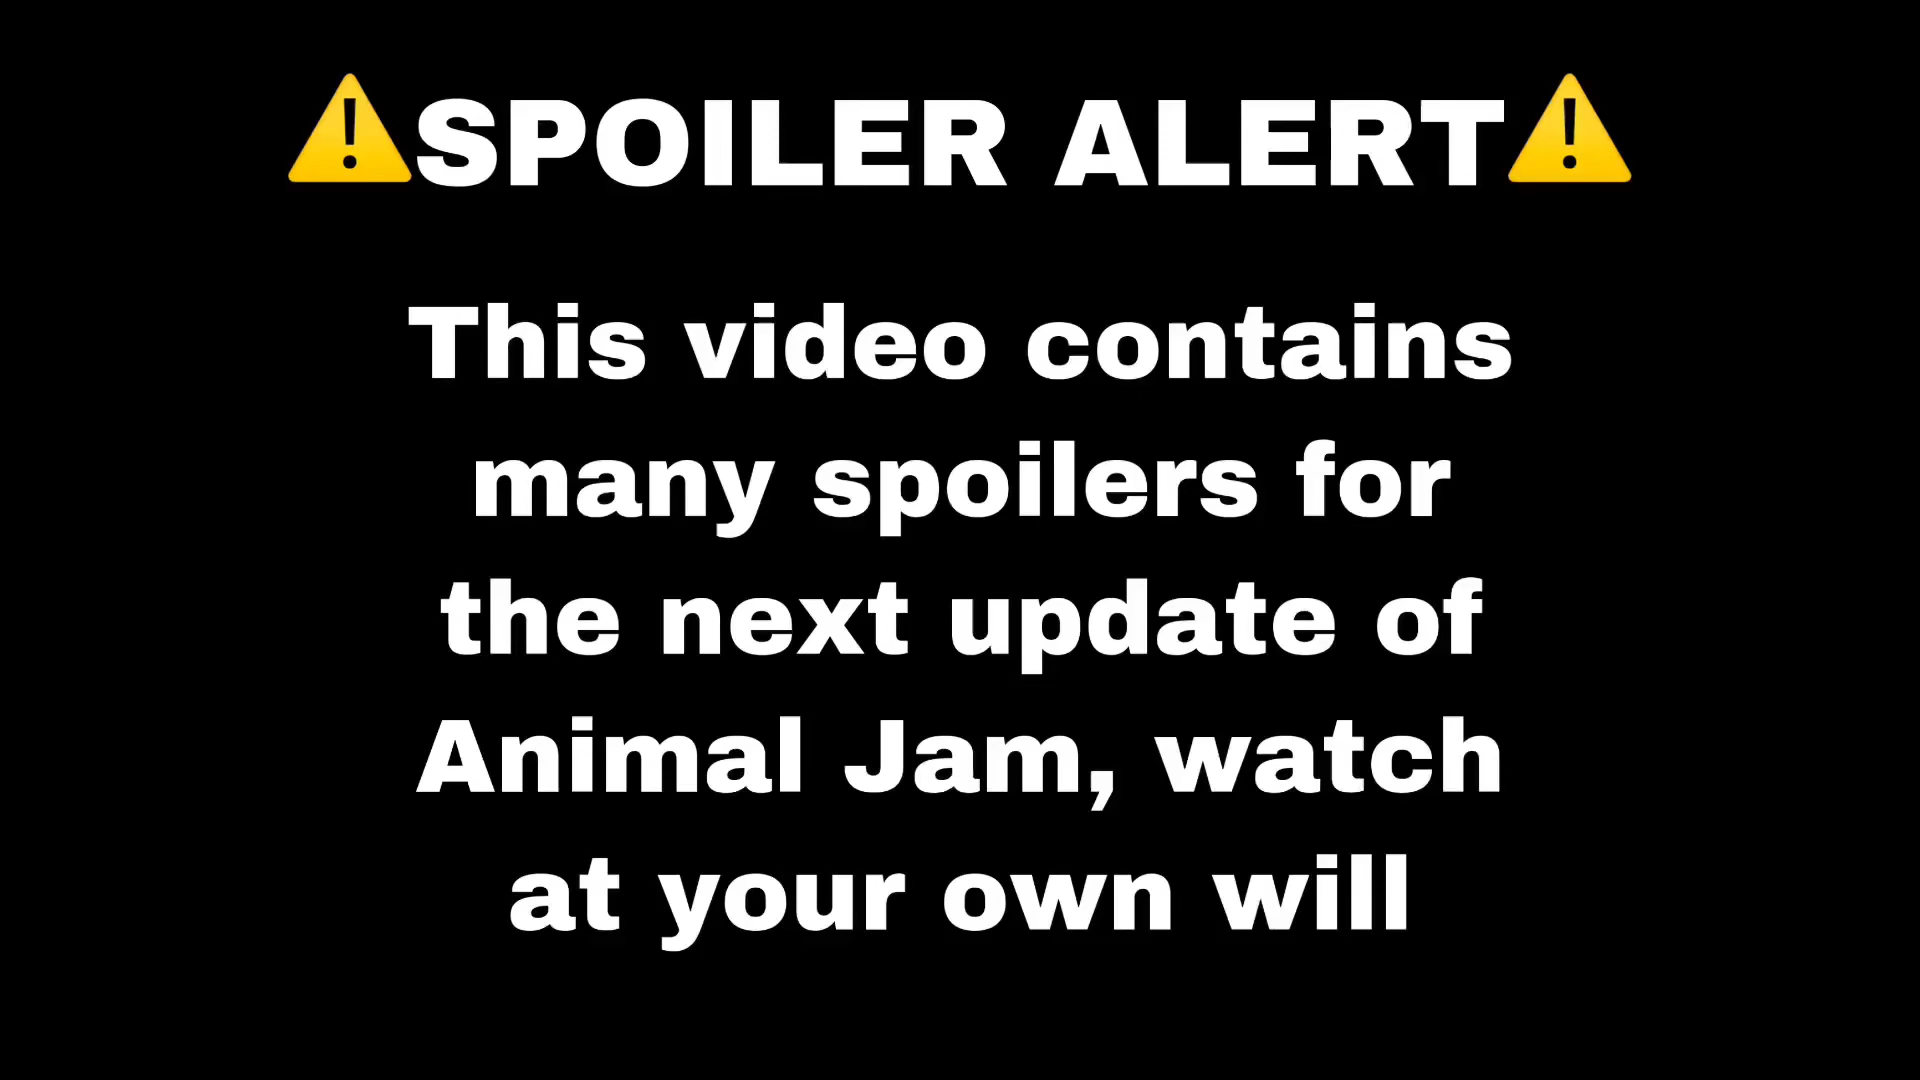 ⚠️SPOILER ALERT⚠️
This video contains
many spoilers for
the next update of
Animal Jam, watch
at your own will